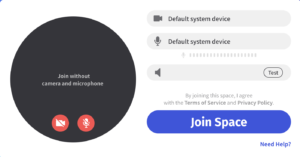 Default system device
Default system device
Join without
camera and microphone
Test
By joining this space, I agree
with the Terms of Service and Privacy Policy.
Join Space
Need Help?